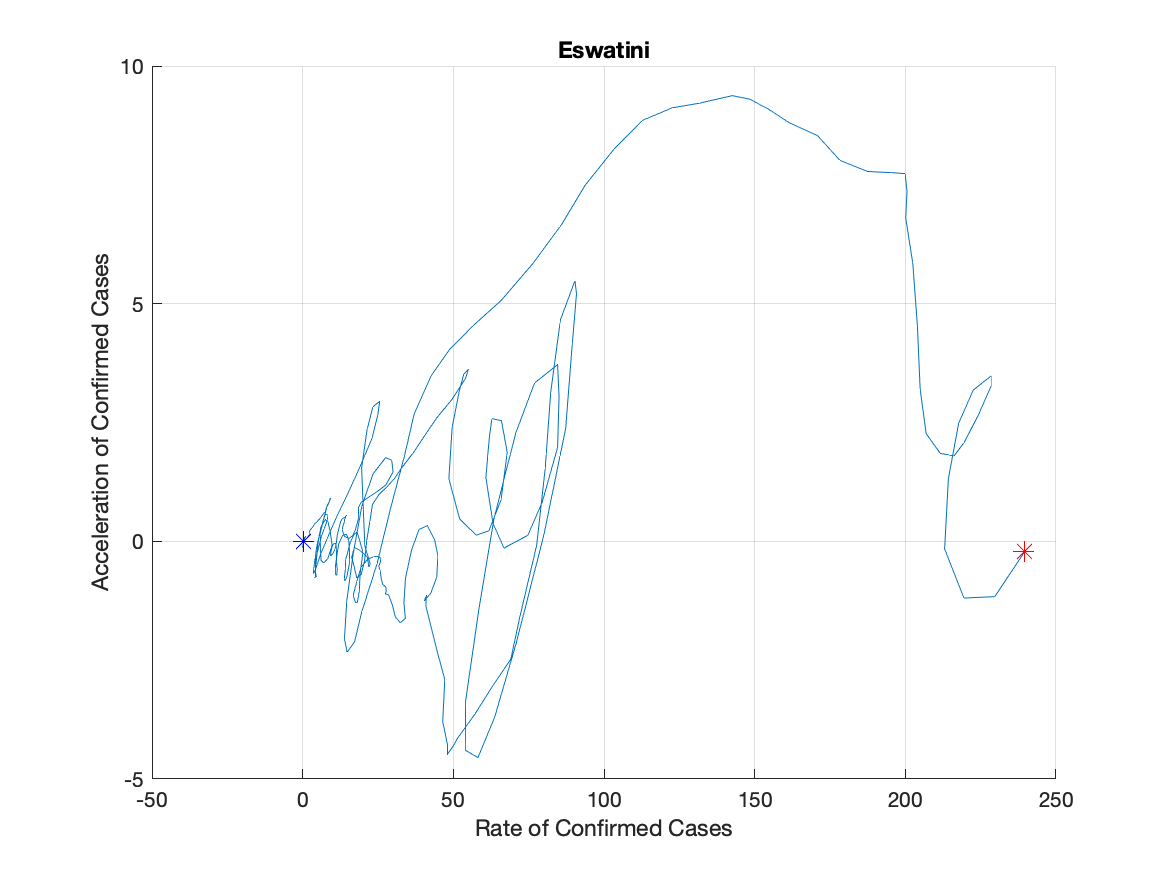 Eswatini
10
5
0
-5
Acceleration of Confirmed Cases
-50 0 50 100 150 200 250
Rate of Confirmed Cases